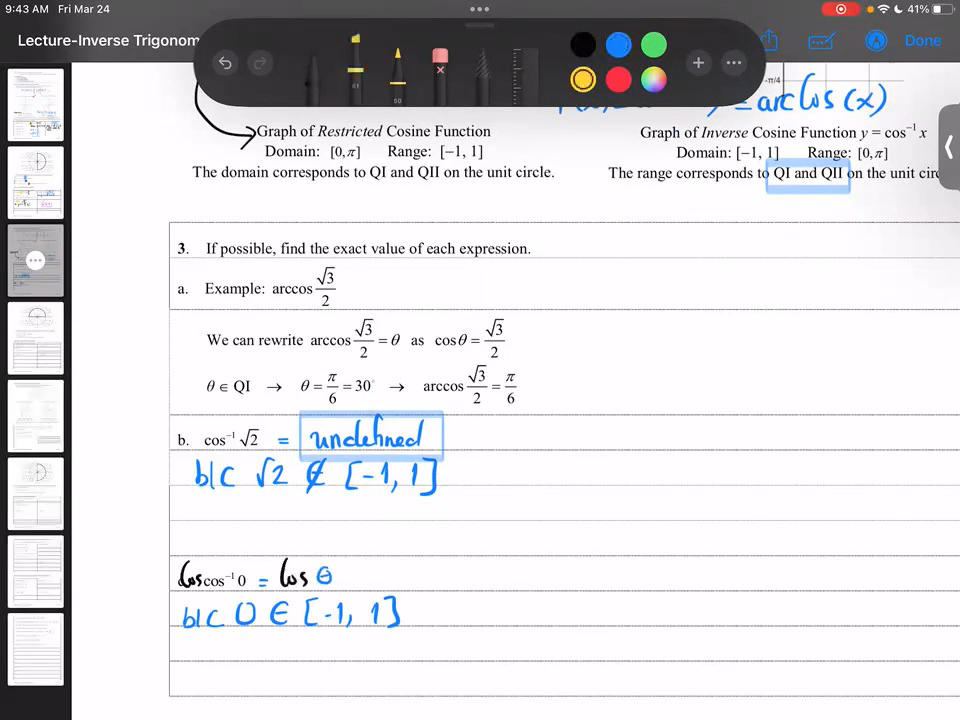 9:43 AM Fri Mar 24
41%
Lecture-Inverse Trigonom
Done
61
50
-π/4
= arc cos (x)
Graph of Restricted Cosine Function
Domain: [0, π] Range: [−1, 1]
The domain corresponds to QI and QII on the unit circle.
Graph of Inverse Cosine Function y = cos⁻¹ x
Domain: [−1, 1] Range: [0, π]
The range corresponds to QI and QII on the unit circ
3. If possible, find the exact value of each expression.
a. Example: arccos √3/2
We can rewrite arccos √3/2 = θ as cos θ = √3/2
θ ∈ QI → θ = π/6 = 30° → arccos √3/2 = π/6
b. cos⁻¹ √2 = undefined
b/c √2 ∉ [-1, 1]
cos cos⁻¹ 0 = cos θ
b/c 0 ∈ [-1, 1]